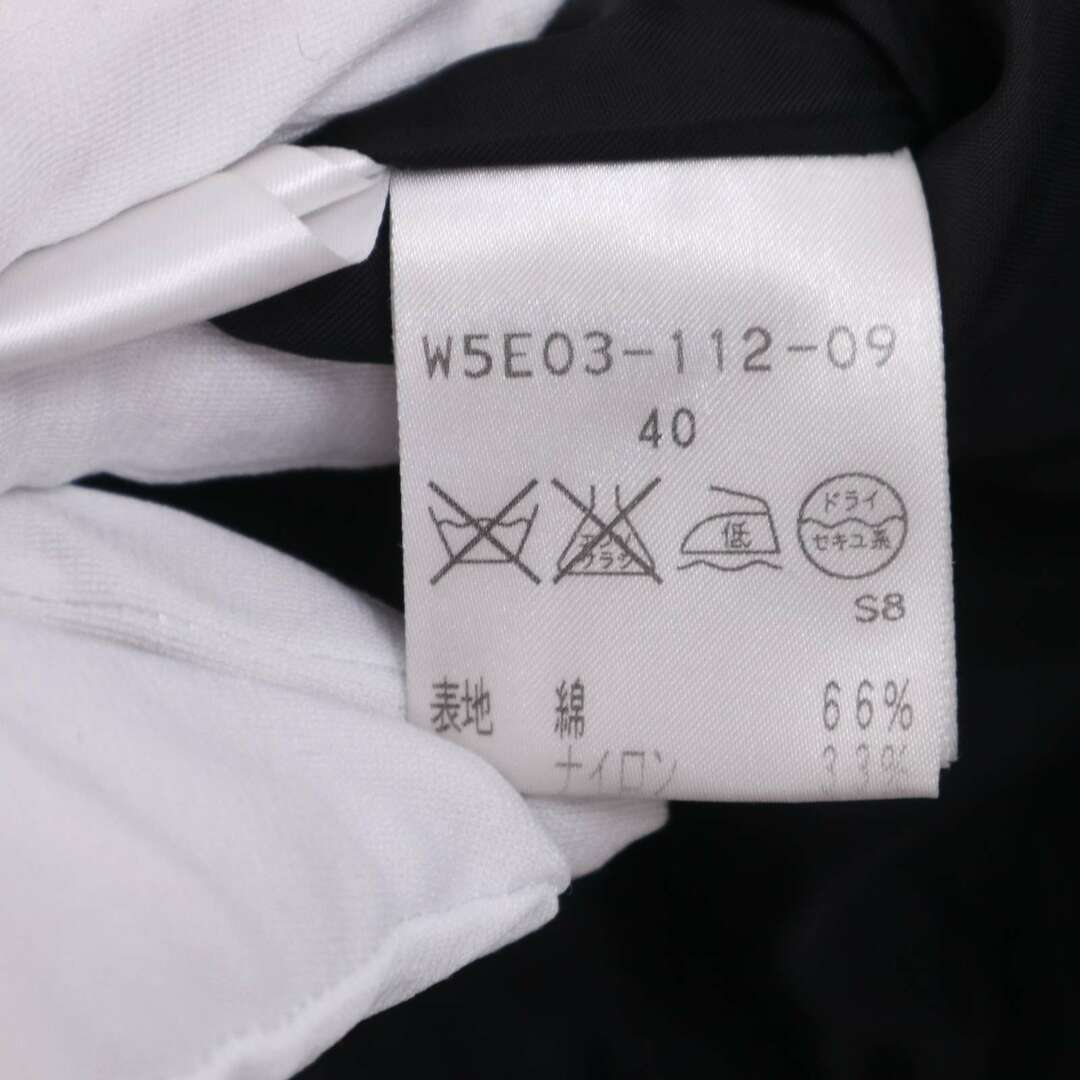 W5E03-112-09
40
エンソ
サラシ
低
ドライ
セキユ系
S8
表地 綿 66%
ナイロン 33%